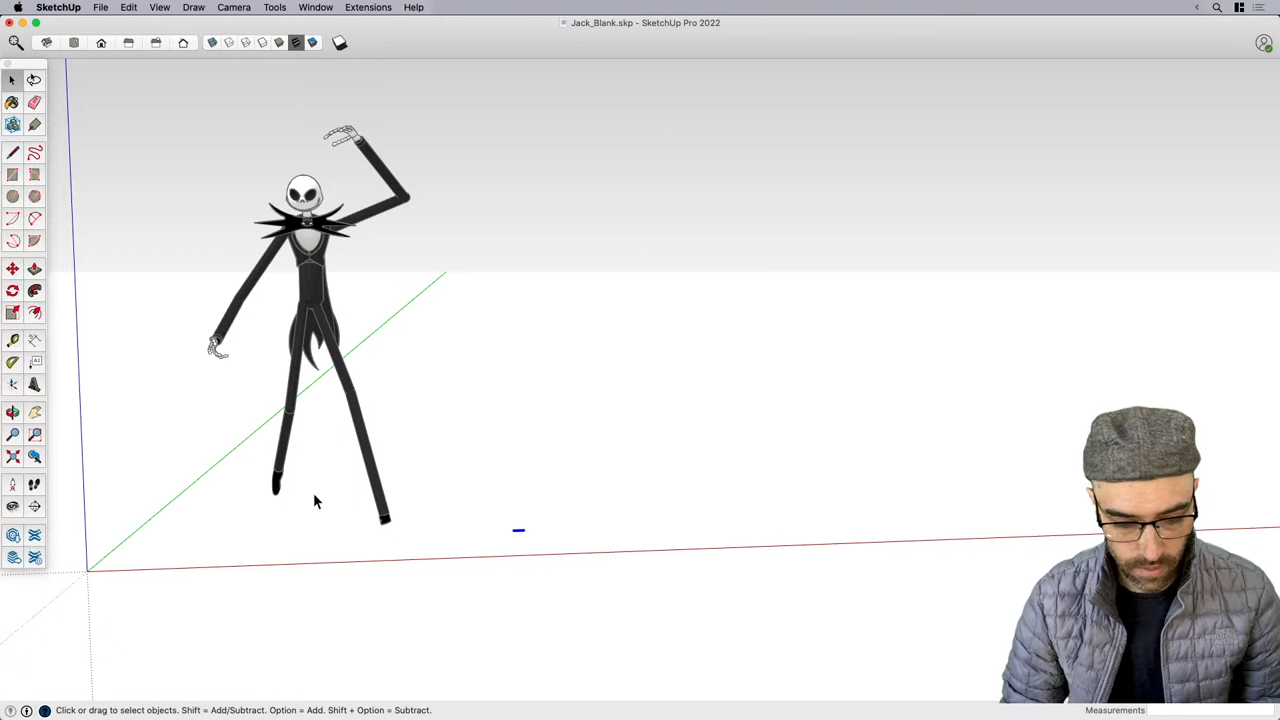 SketchUp File Edit View Draw Camera Tools Window Extensions Help
Jack_Blank.skp - SketchUp Pro 2022
A1
Click or drag to select objects. Shift = Add/Subtract. Option = Add. Shift + Option = Subtract.
Measurements